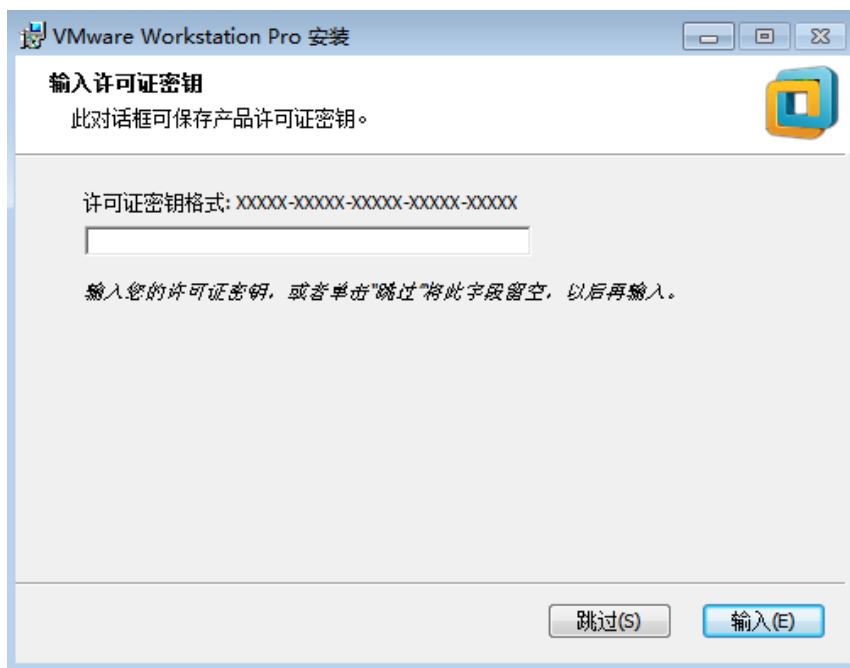 VMware Workstation Pro 安装
输入许可证密钥
此对话框可保存产品许可证密钥。
许可证密钥格式: XXXXX-XXXXX-XXXXX-XXXXX-XXXXX
输入您的许可证密钥，或者单击"跳过"将此字段留空，以后再输入。
跳过(S) 输入(E)